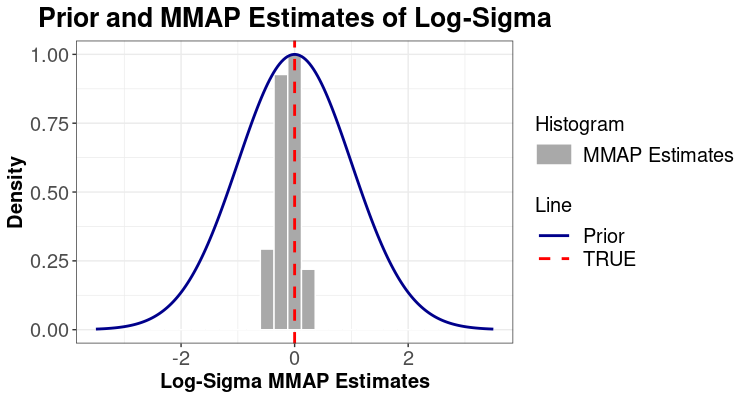 Prior and MMAP Estimates of Log-Sigma
1.00
0.75
0.50
0.25
0.00
Density
-2 0 2
Log-Sigma MMAP Estimates
Histogram
MMAP Estimates
Line
Prior
TRUE